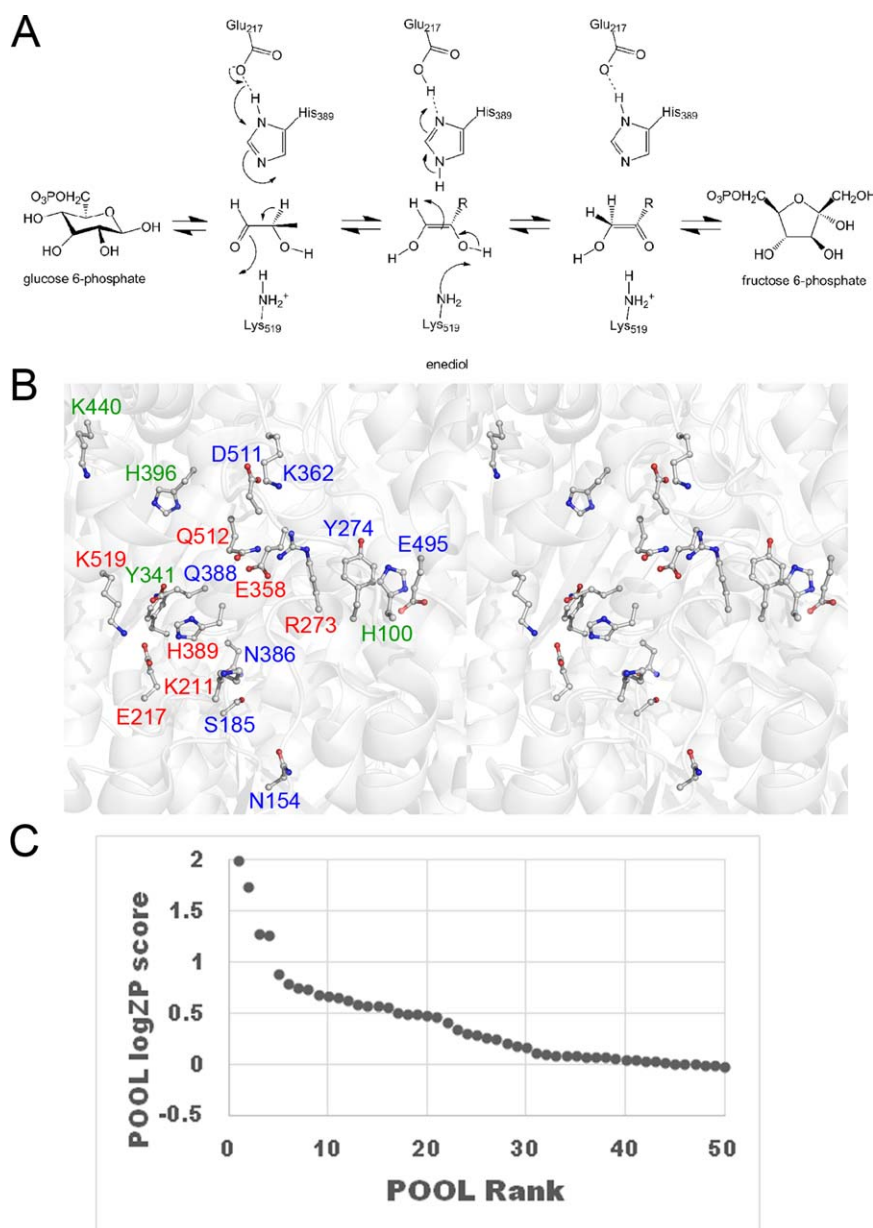 A
Glu217
O
-O
H
N
His389
N
Glu217
O
O
H
N
His389
N
H
Glu217
O
O-
H
N
His389
N
O3POH2C
O
HO
HO
OH
OH
glucose 6-phosphate
H
H
O
O-H
H
NH2+
Lys519
H
R
O
H
O
H
NH2
Lys519
H
H
R
O
H
O
H
NH2+
Lys519
O3POH2C
O
CH2OH
OH
HO
OH
fructose 6-phosphate
enediol
B
K440
H396
D511
K362
Q512
Y274
E495
K519
Y341
Q388
E358
R273
H100
H389
N386
K211
E217
S185
N154
C
POOL logZP score
2
1.5
1
0.5
0
-0.5
0
10
20
30
40
50
POOL Rank